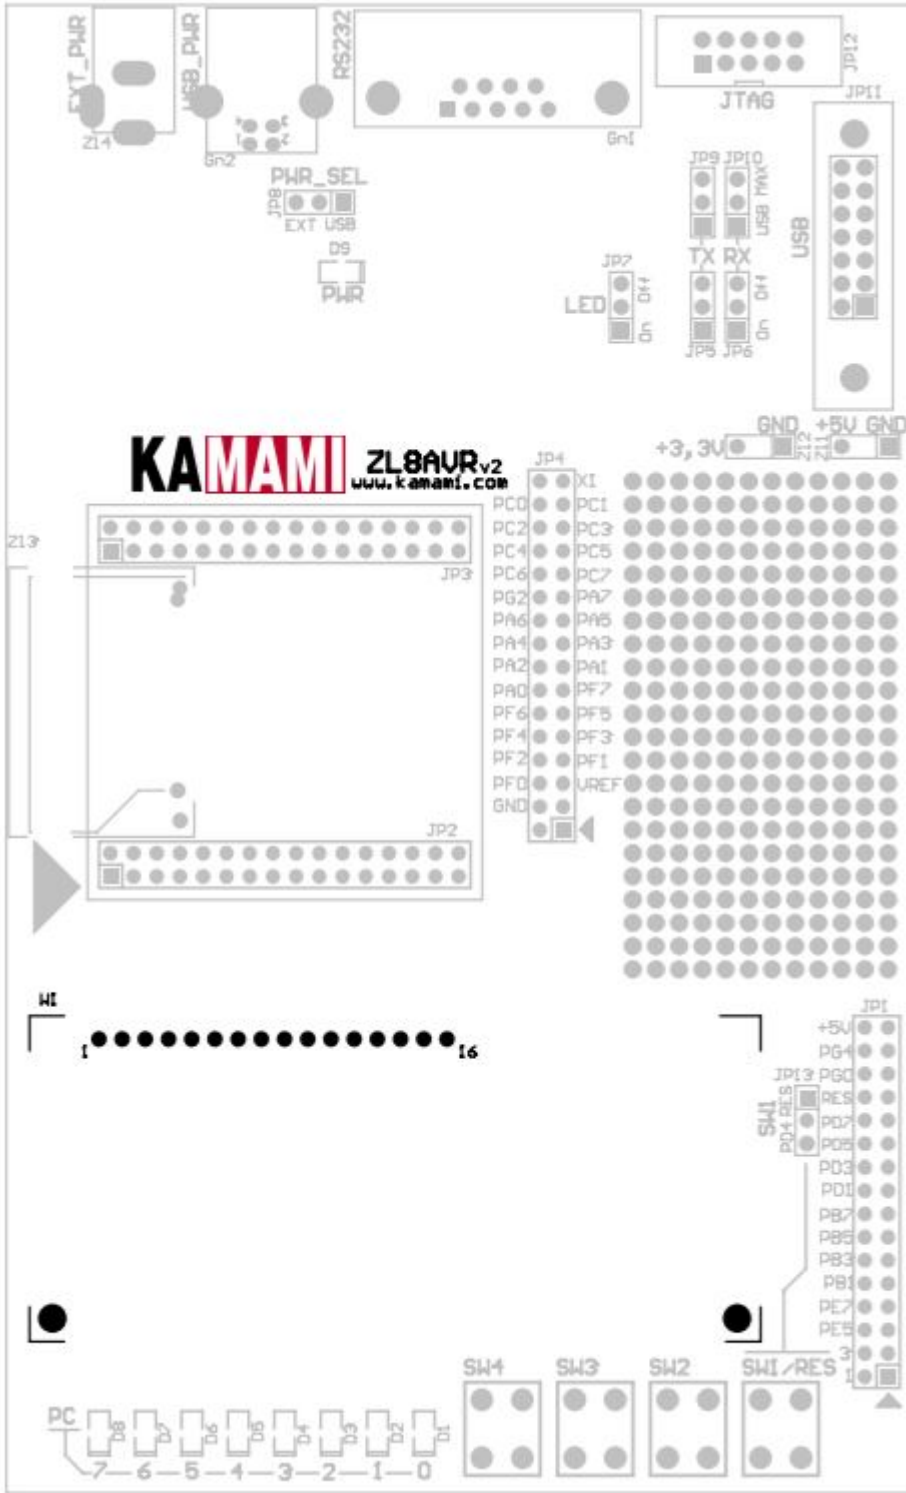 EXT_PWR
USB_PWR
RS232
JP12
JTAG
JP11
Z14
4 3
1 2
Gn2
Gn1
PWR_SEL
JP8
EXT USB
D9
PWR
JP9 JP10
USB MAX
USB
TX RX
JP7
LED
On Off
On Off
JP5 JP6
GND +5V GND
+3,3V
Z12 Z11
KAMAMI ZL8AVR v2
www.kamami.com
JP4
XI
PC0 PC1
PC2 PC3
PC4 PC5
PC6 PC7
PG2 PA7
PA6 PA5
PA4 PA3
PA2 PA1
PA0 PF7
PF6 PF5
PF4 PF3
PF2 PF1
PF0 VREF
GND
Z13
JP3
JP2
W1
1 16
JP1
+5V
PG4
PG0
RES
PD7
PD5
PD3
PD1
PB7
PB5
PB3
PB1
PE7
PE5
3
1
JP13
SW1
PD4 RES
SW4 SW3 SW2 SW1/RES
PC
D8 D7 D6 D5 D4 D3 D2 D1
7—6—5—4—3—2—1—0